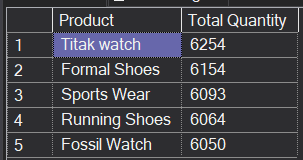 Product Total Quantity
1 Titak watch 6254
2 Formal Shoes 6154
3 Sports Wear 6093
4 Running Shoes 6064
5 Fossil Watch 6050